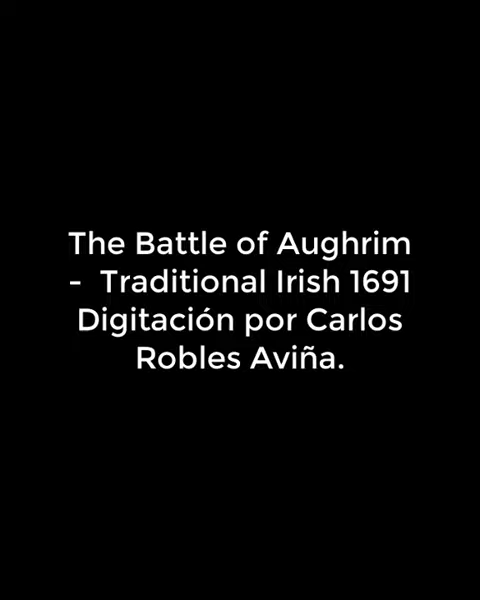 The Battle of Aughrim
-  Traditional Irish 1691
Digitación por Carlos
Robles Aviña.